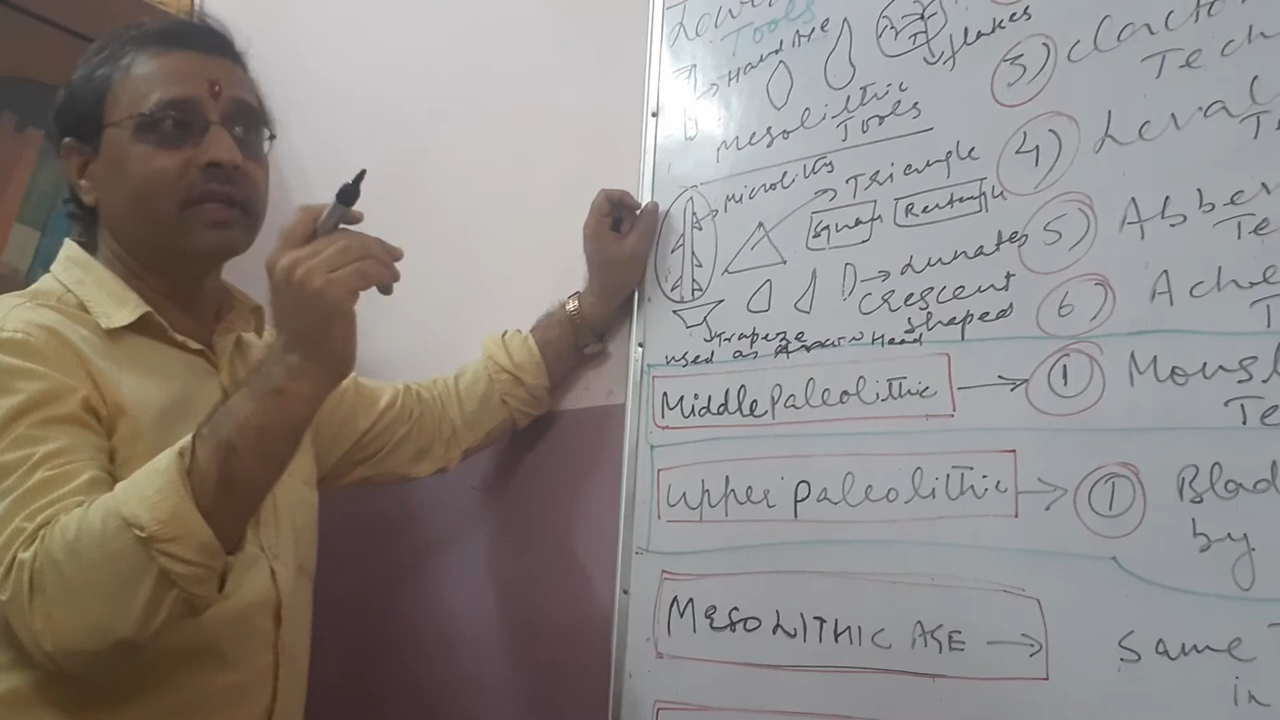 Lower
Tools
Hand Axe
flakes
3) Clacto
Tech
Mesolithic
Tools
4) Leval
T
Microliths
Triangle
Square Rectangle
5) Abbe
Te
Lunates
Crescent
shaped
6) Ache
T
Trapeze
used as Head
Middle Paleolithic → 1 Moust
Te
Upper paleolithic → 1 Blad
by
MESOLITHIC AGE → Same T
in